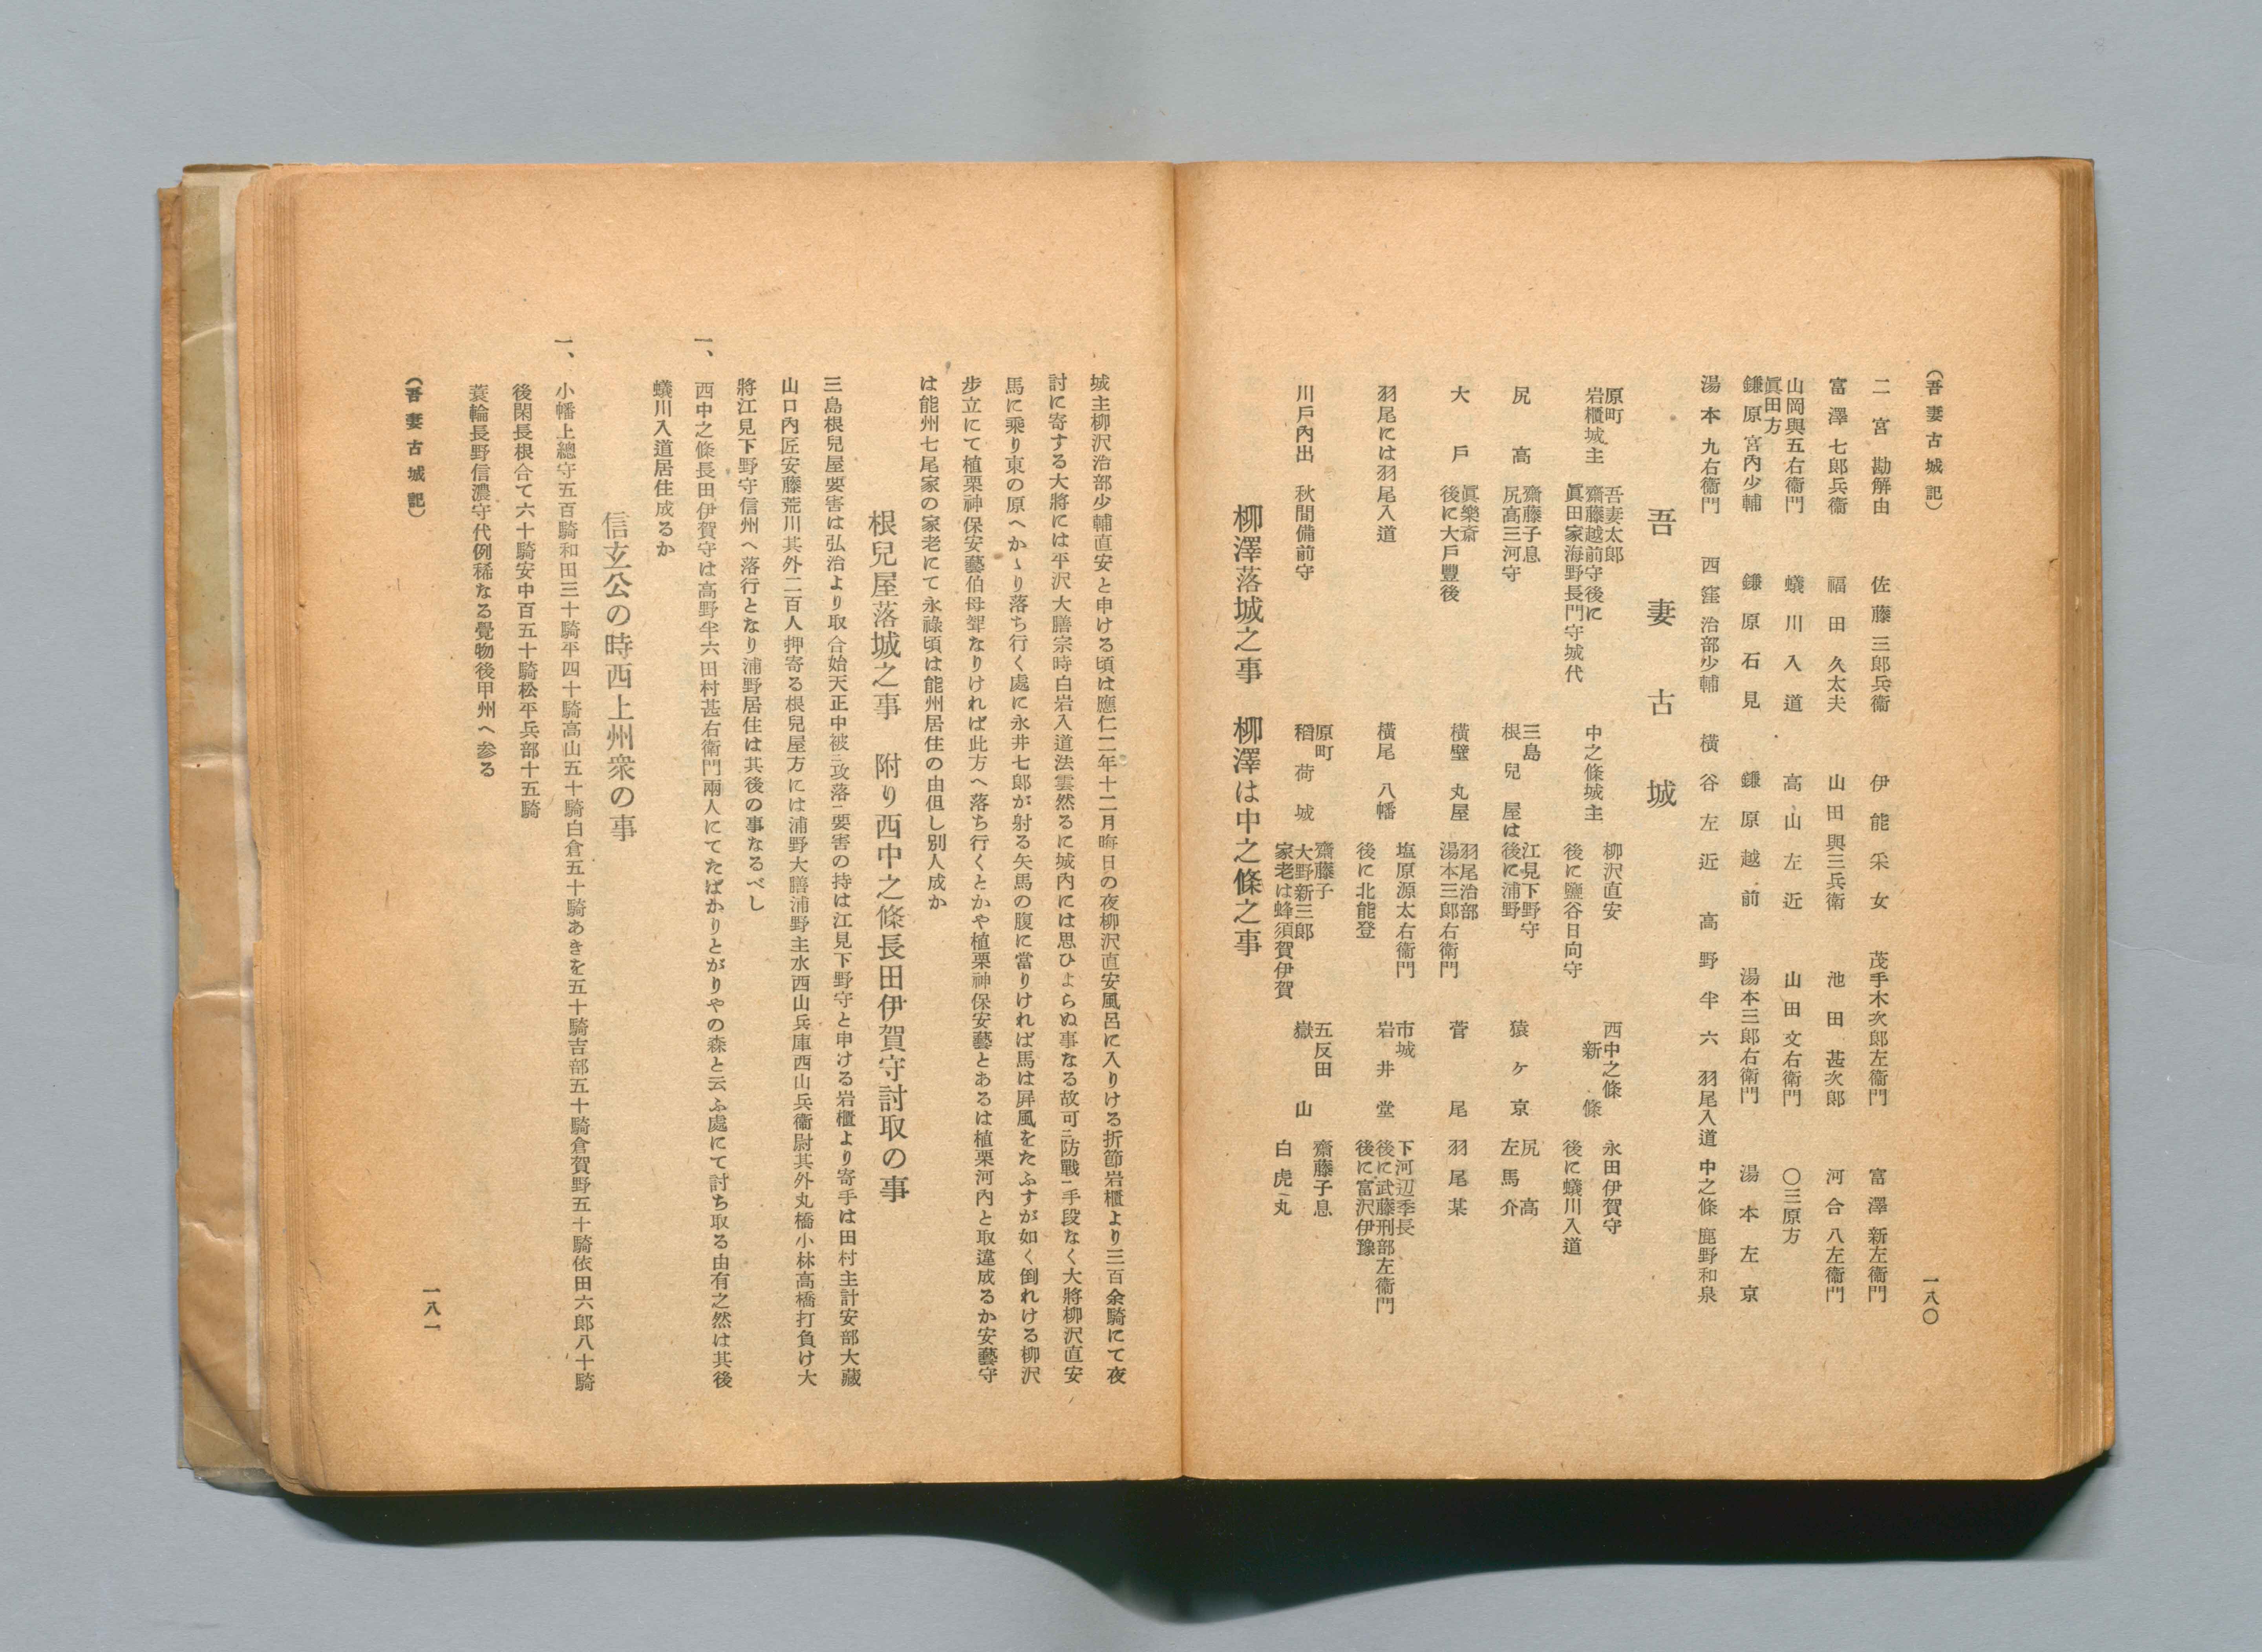 （吾妻古城記）
一八〇
二宮勘解由　佐藤三郎兵衞　伊能采女　茂手木次郎左衞門　富澤新左衞門
富澤七郎兵衞　福田久太夫　山田與三兵衞　池田甚次郎　河合八左衞門
山岡與五右衞門　蟻川入道　高山左近　山田文右衞門　〇三原方
眞田方
鎌原宮內少輔　鎌原石見　鎌原越前　湯本三郎右衞門　湯本左京
湯本九右衞門　西窪治部少輔　橫谷左近　高野半六　羽尾入道　中之條　鹿野和泉
吾妻古城
原町　岩櫃城主　吾妻太郎　齋藤越前守後に　眞田家海野長門守城代　中之條城主　柳沢直安　後に鹽谷日向守　西中之條　新條　永田伊賀守　後に蟻川入道
尻高　齋藤子息　尻高三河守　三島　根兒屋は　江見下野守　後に浦野　猿ヶ京　尻高　左馬介
大戶　眞樂斎　後に大戶豐後　橫壁　丸屋　羽尾治部　湯本三郎右衞門　菅尾　羽尾某
羽尾には羽尾入道　橫尾　八幡　塩原源太右衞門　後に北能登　市城　岩井堂　下河辺季長　後に武藤刑部左衞門　後に富沢伊豫
川戶內出　秋間備前守　原町　稻荷城　齋藤子　大野新三郎　家老は蜂須賀伊賀　五反田　嶽山　齋藤子息　白虎丸
柳澤落城之事　柳澤は中之條之事
城主柳沢治部少輔直安と申ける頃は應仁二年十二月晦日の夜柳沢直安風呂に入りける折節岩櫃より三百余騎にて夜
討に寄する大將には平沢大膳宗時白岩入道法雲然るに城內には思ひよらぬ事なる故可ニ防戰一手段なく大將柳沢直安
馬に乘り東の原へかゝり落ち行く處に永井七郎が射る矢馬の腹に當りければ馬は屛風をたふすが如く倒れける柳沢
步立にて植栗神保安藝伯母聟なりければ此方へ落ち行くとかや植栗神保安藝とあるは植栗河內と取違成るか安藝守
は能州七尾家の家老にて永祿頃は能州居住の由但し別人成か
根兒屋落城之事　附り西中之條長田伊賀守討取の事
三島根兒屋要害は弘治より取合始天正中被ニ攻落一要害の持は江見下野守と申ける岩櫃より寄手は田村主計安部大藏
山口內匠安藤荒川其外二百人押寄る根兒屋方には浦野大膳浦野主水西山兵庫西山兵衞尉其外丸橋小林高橋打負け大
將江見下野守信州へ落行となり浦野居住は其後の事なるべし
一、西中之條長田伊賀守は高野半六田村甚右衞門兩人にてたばかりとがりやの森と云ふ處にて討ち取る由有之然は其後
蟻川入道居住成るか
信玄公の時西上州衆の事
一、小幡上總守五百騎和田三十騎平四十騎高山五十騎白倉五十騎あきを五十騎吉部五十騎倉賀野五十騎依田六郎八十騎
後閑長根合て六十騎安中百五十騎松平兵部十五騎
蓑輪長野信濃守代例稀なる覺物後甲州へ参る
（吾妻古城記）
一八一